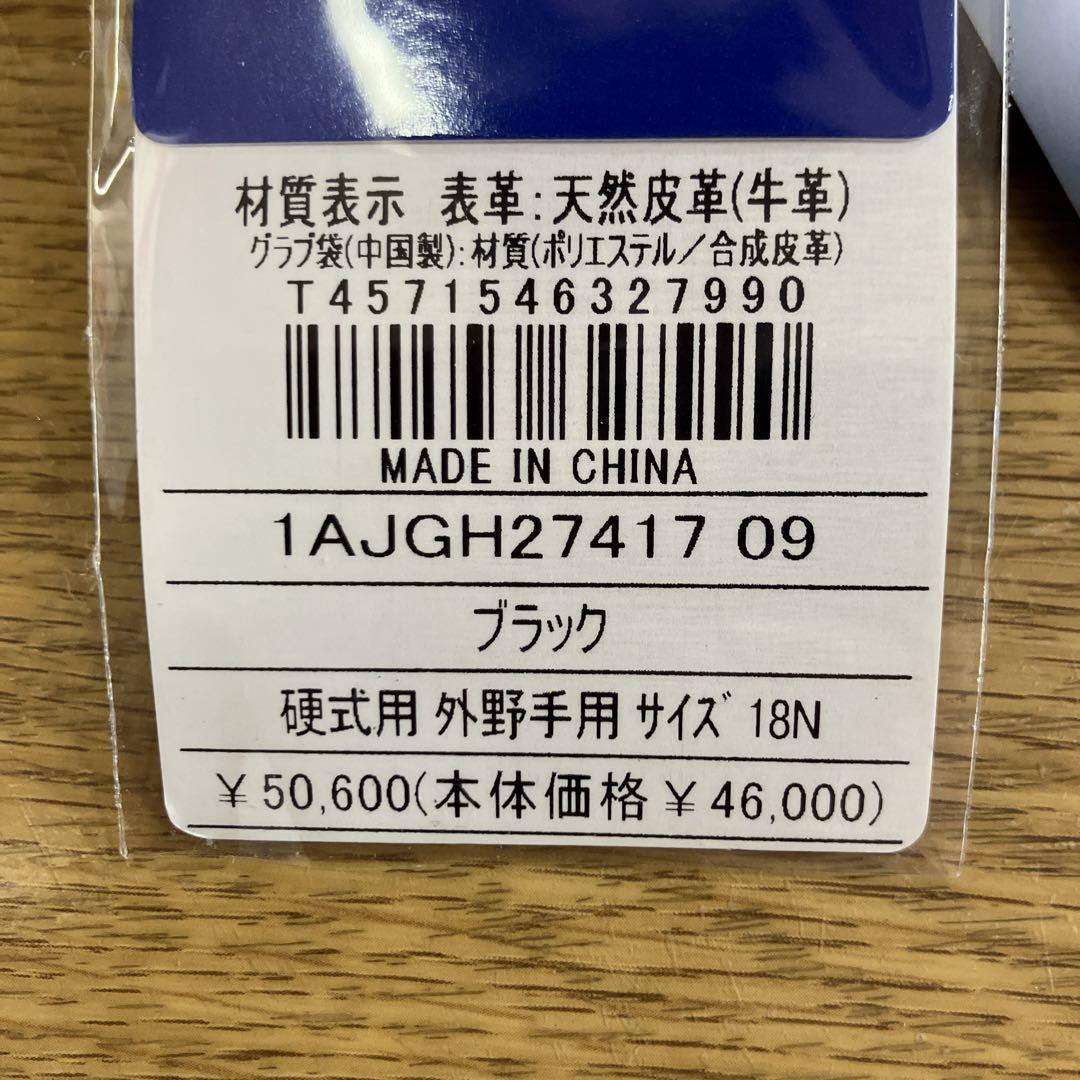 材質表示 表革:天然皮革(牛革)
グラブ袋(中国製):材質(ポリエステル/合成皮革)
T4571546327990
MADE IN CHINA
1AJGH27417 09
ブラック
硬式用 外野手用 サイズ 18N
¥50,600(本体価格¥46,000)